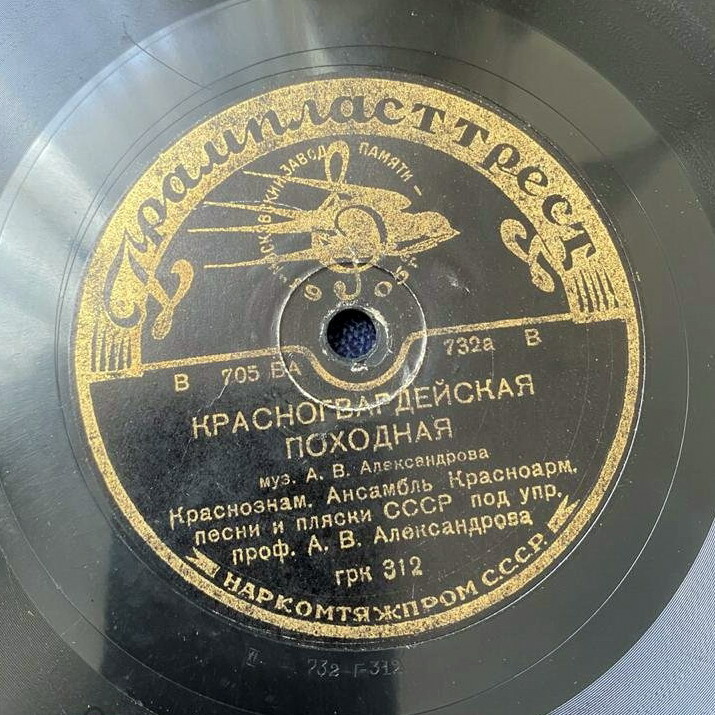 Грампласттрест
МОСКОВСКИЙ ЗАВОД ПАМЯТИ –
1905 г.
В 705 ВА 732а В
КРАСНОГВАРДЕЙСКАЯ
ПОХОДНАЯ
муз. А. В. Александрова
Краснознам. Ансамбль Красноарм.
песни и пляски СССР под упр.
проф. А. В. Александрова
грк 312
НАРКОМТЯЖПРОМ С.С.С.Р.
732 Г-312